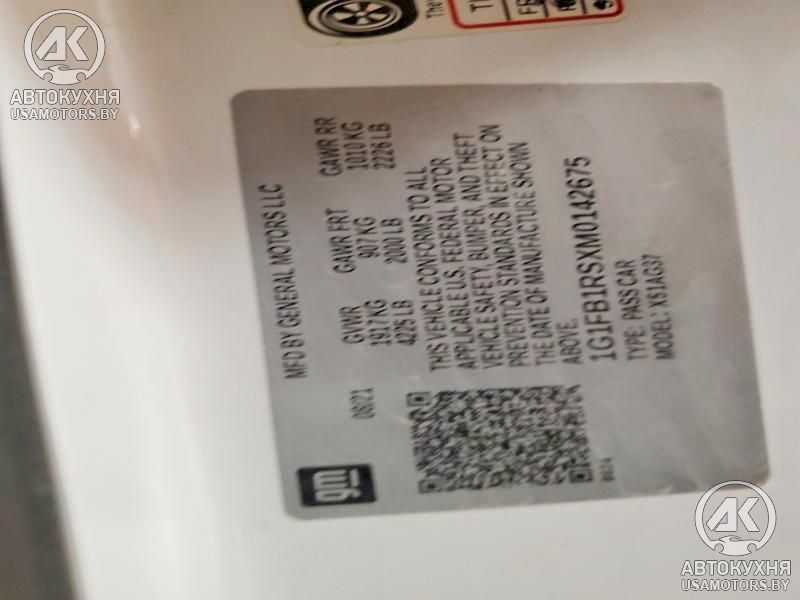 АВТОКУХНЯ
USAMOTORS.BY
gm
MFD BY GENERAL MOTORS LLC
08/21
GVWR GAWR FRT GAWR RR
1917 KG 907 KG 1010 KG
4225 LB 2000 LB 2226 LB
THIS VEHICLE CONFORMS TO ALL
APPLICABLE U.S. FEDERAL MOTOR
VEHICLE SAFETY, BUMPER, AND THEFT
PREVENTION STANDARDS IN EFFECT ON
THE DATE OF MANUFACTURE SHOWN
ABOVE.
1G1FB1RSXM0142675
TYPE: PASS CAR
MODEL: X51AG37
АВТОКУХНЯ
USAMOTORS.BY